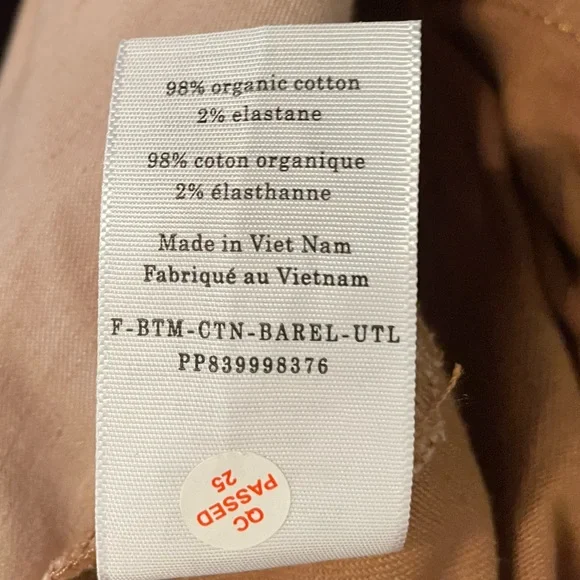 98% organic cotton
2% elastane
98% coton organique
2% élasthanne
Made in Viet Nam
Fabriqué au Vietnam
F-BTM-CTN-BAREL-UTL
PP839998376
QC
PASSED
25